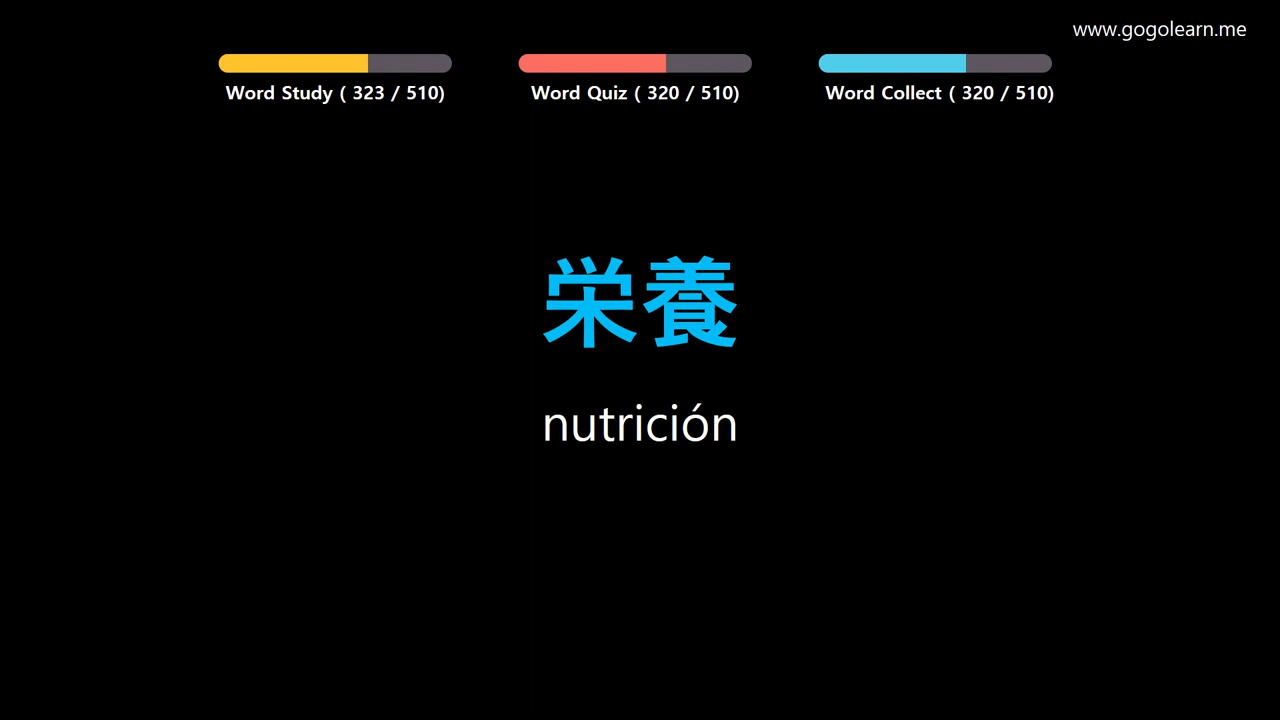 www.gogolearn.me
Word Study ( 323 / 510)
Word Quiz ( 320 / 510)
Word Collect ( 320 / 510)
栄養
nutrición